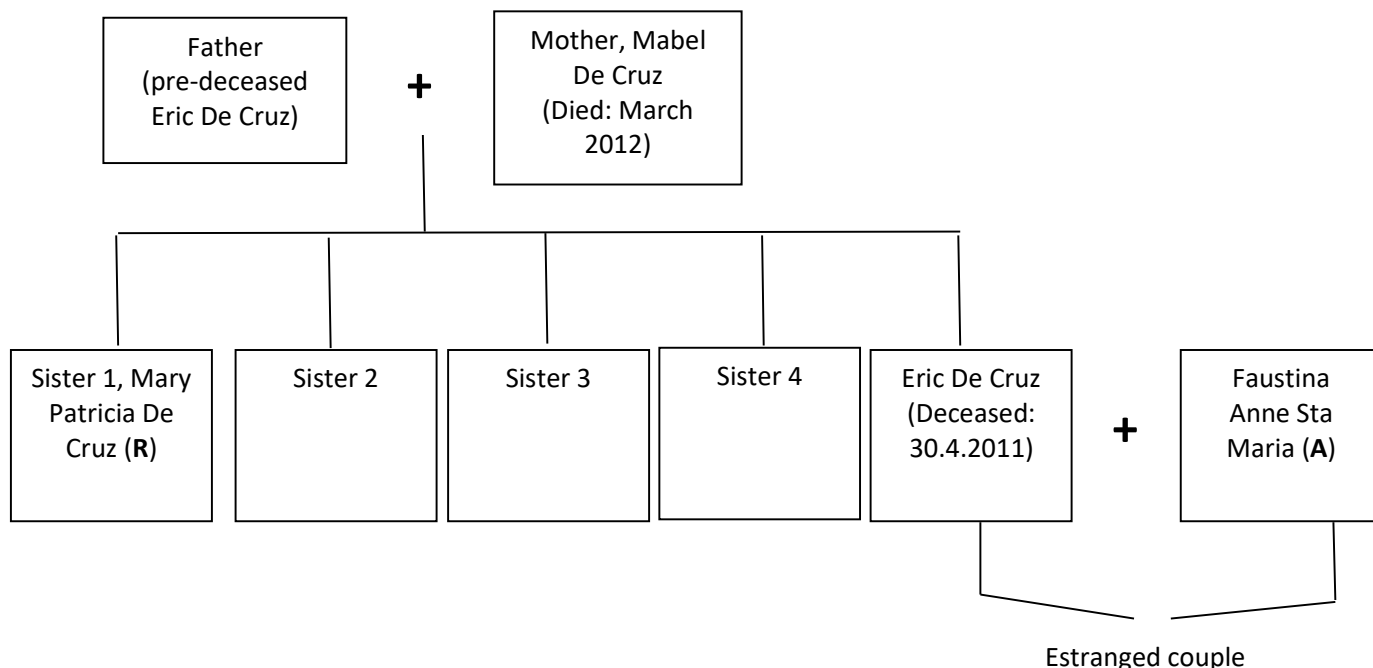 Father
(pre-deceased
Eric De Cruz)
+
Mother, Mabel
De Cruz
(Died: March
2012)
Sister 1, Mary
Patricia De
Cruz (R)
Sister 2
Sister 3
Sister 4
Eric De Cruz
(Deceased:
30.4.2011)
+
Faustina
Anne Sta
Maria (A)
Estranged couple